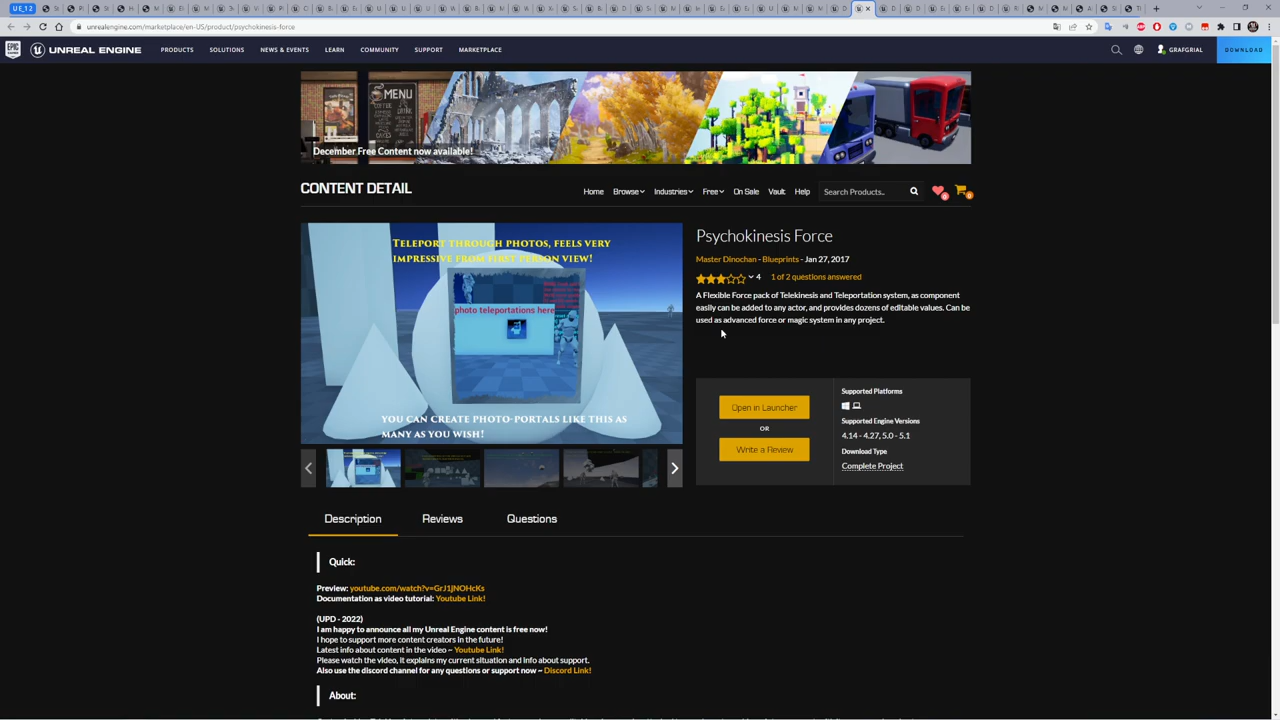 UE_12
unrealengine.com/marketplace/en-US/product/psychokinesis-force
EPIC GAMES UNREAL ENGINE PRODUCTS SOLUTIONS NEWS & EVENTS LEARN COMMUNITY SUPPORT MARKETPLACE GRAFGRIAL DOWNLOAD
MENU
December Free Content now available!
CONTENT DETAIL Home Browse Industries Free On Sale Vault Help Search Products.. 0 0
Teleport through photos, feels very
impressive from first person view!
photo teleportations here
you can create photo-portals like this as
many as you wish!
Psychokinesis Force
Master Dinochan - Blueprints - Jan 27, 2017
4 1 of 2 questions answered
A Flexible Force pack of Telekinesis and Teleportation system, as component
easily can be added to any actor, and provides dozens of editable values. Can be
used as advanced force or magic system in any project.
Open in Launcher
OR
Write a Review
Supported Platforms
Supported Engine Versions
4.14 - 4.27, 5.0 - 5.1
Download Type
Complete Project
Description Reviews Questions
Quick:
Preview: youtube.com/watch?v=GrJ1jNOHcKs
Documentation as video tutorial: Youtube Link!
(UPD - 2022)
I am happy to announce all my Unreal Engine content is free now!
I hope to support more content creators in the future!
Latest info about content in the video ~ Youtube Link!
Please watch the video, it explains my current situation and info about support.
Also use the discord channel for any questions or support now ~ Discord Link!
About: